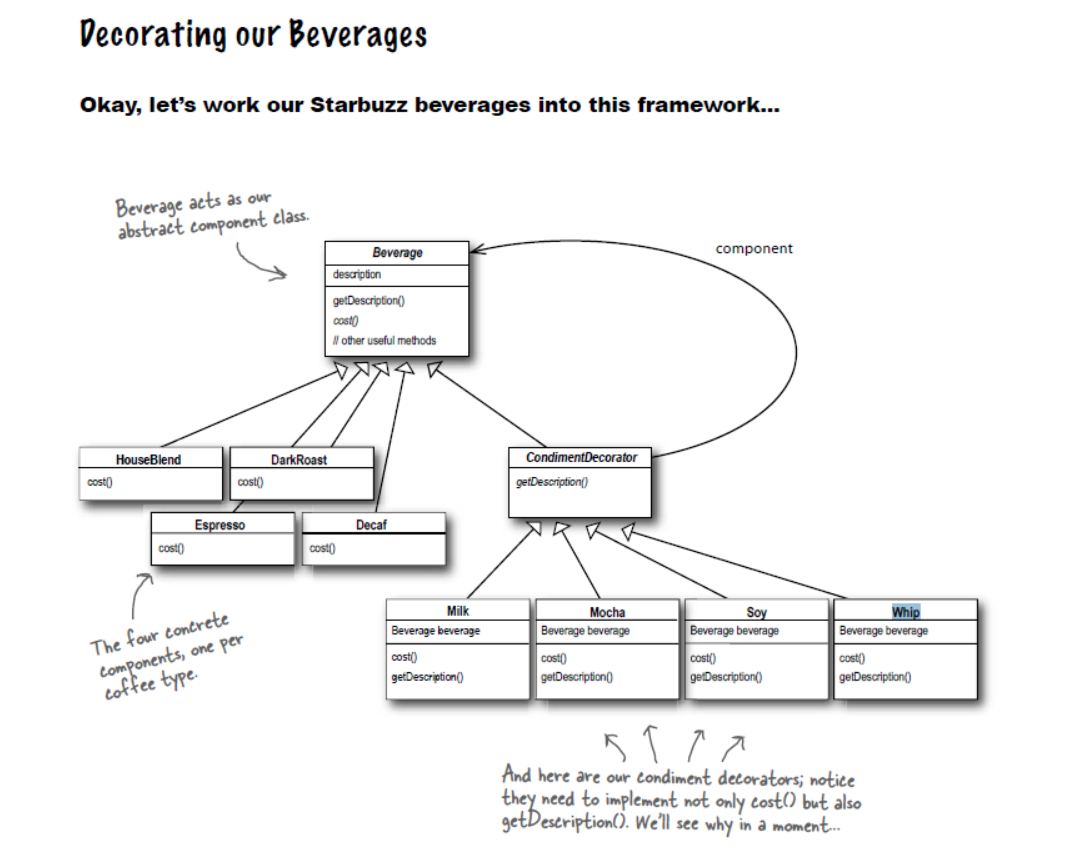 Decorating our Beverages
Okay, let's work our Starbuzz beverages into this framework...
Beverage acts as our
abstract component class.
component
Beverage
description
getDescription()
cost()
// other useful methods
HouseBlend
cost()
DarkRoast
cost()
CondimentDecorator
getDescription()
Espresso
cost()
Decaf
cost()
The four concrete
components, one per
coffee type.
Milk
Beverage beverage
cost()
getDescription()
Mocha
Beverage beverage
cost()
getDescription()
Soy
Beverage beverage
cost()
getDescription()
Whip
Beverage beverage
cost()
getDescription()
And here are our condiment decorators; notice
they need to implement not only cost() but also
getDescription(). We'll see why in a moment...